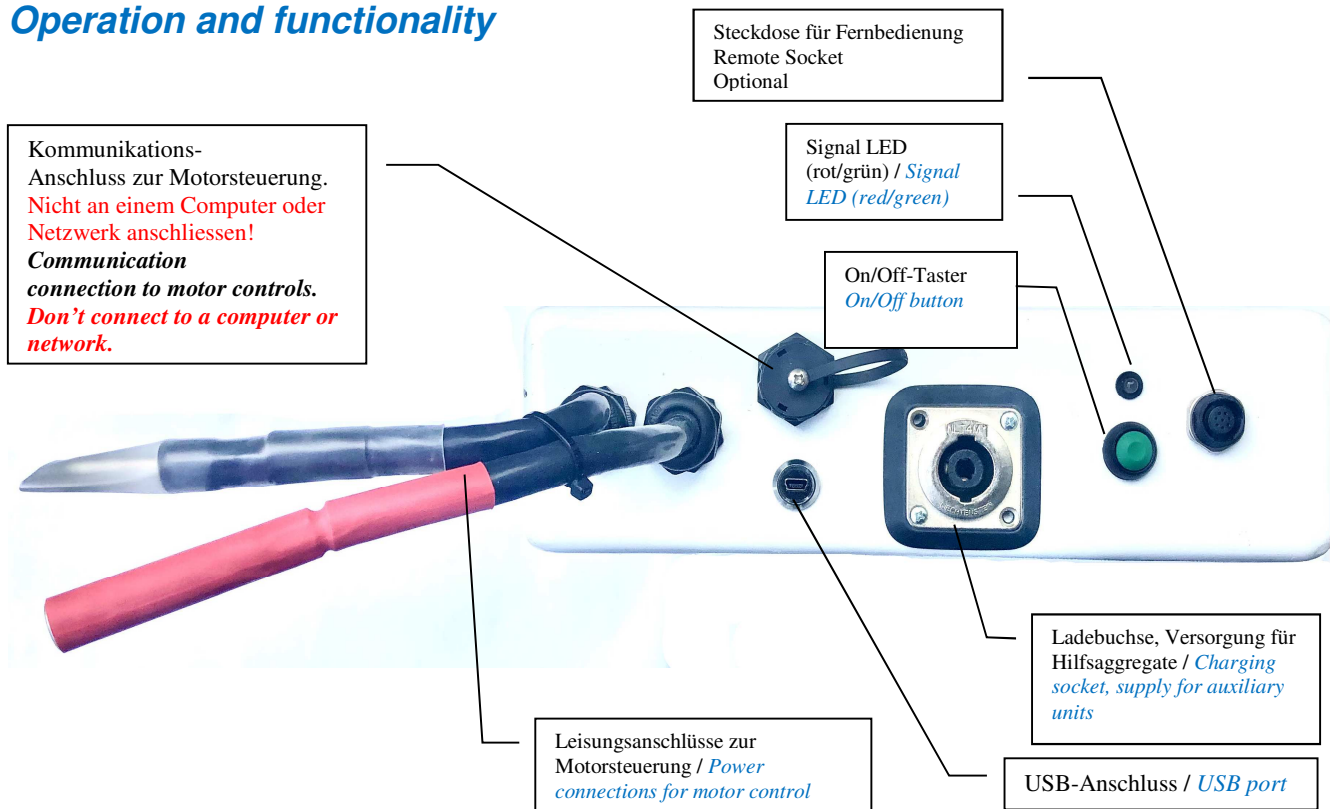 Operation and functionality
Steckdose für Fernbedienung
Remote Socket
Optional
Kommunikations-
Anschluss zur Motorsteuerung.
Nicht an einem Computer oder
Netzwerk anschliessen!
Communication
connection to motor controls.
Don't connect to a computer or
network.
Signal LED
(rot/grün) / Signal
LED (red/green)
On/Off-Taster
On/Off button
NLT4MP
Ladebuchse, Versorgung für
Hilfsaggregate / Charging
socket, supply for auxiliary
units
Leisungsanschlüsse zur
Motorsteuerung / Power
connections for motor control
USB-Anschluss / USB port